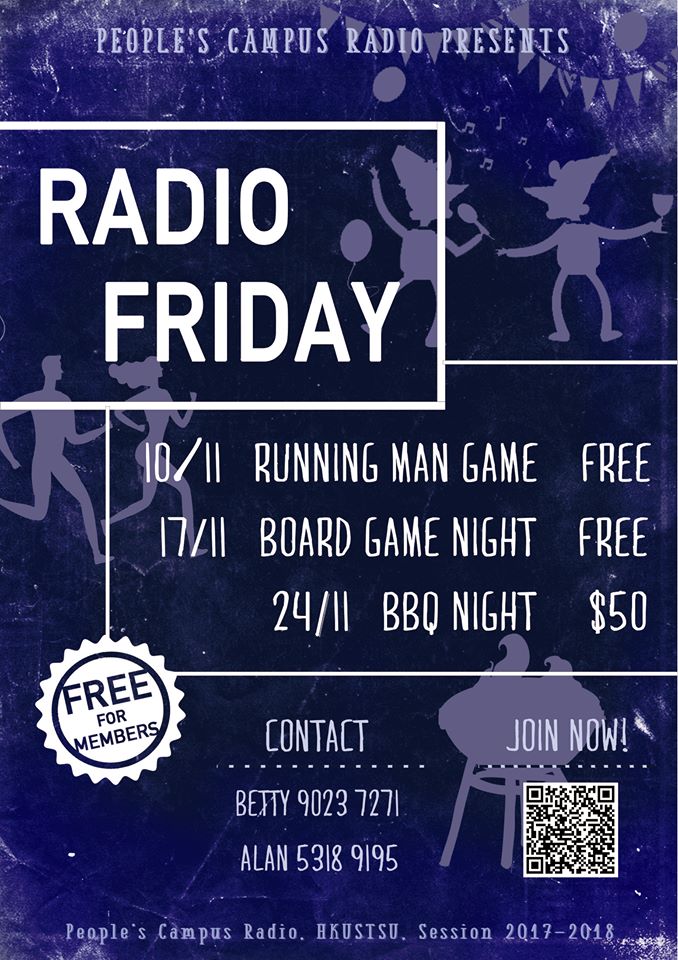 PEOPLE'S CAMPUS RADIO PRESENTS
RADIO
FRIDAY
10/11 RUNNING MAN GAME FREE
17/11 BOARD GAME NIGHT FREE
24/11 BBQ NIGHT $50
FREE
FOR
MEMBERS
CONTACT
BETTY 9023 7271
ALAN 5318 9195
JOIN NOW!
People's Campus Radio, HKUSTSU, Session 2017-2018